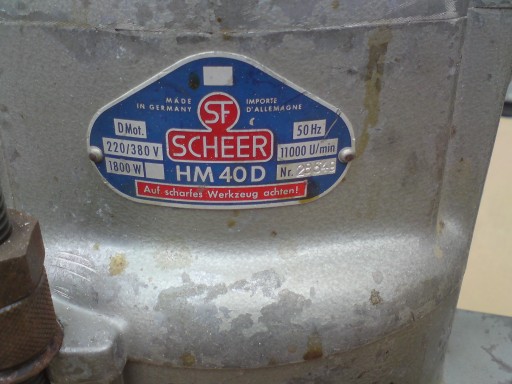 MADE
IN GERMANY
IMPORTE
D'ALLEMAGNE
SF
SCHEER
HM 40 D
D Mot.
220/380 V
1800 W
50 Hz
11000 U/min
Nr.
Auf scharfes Werkzeug achten!